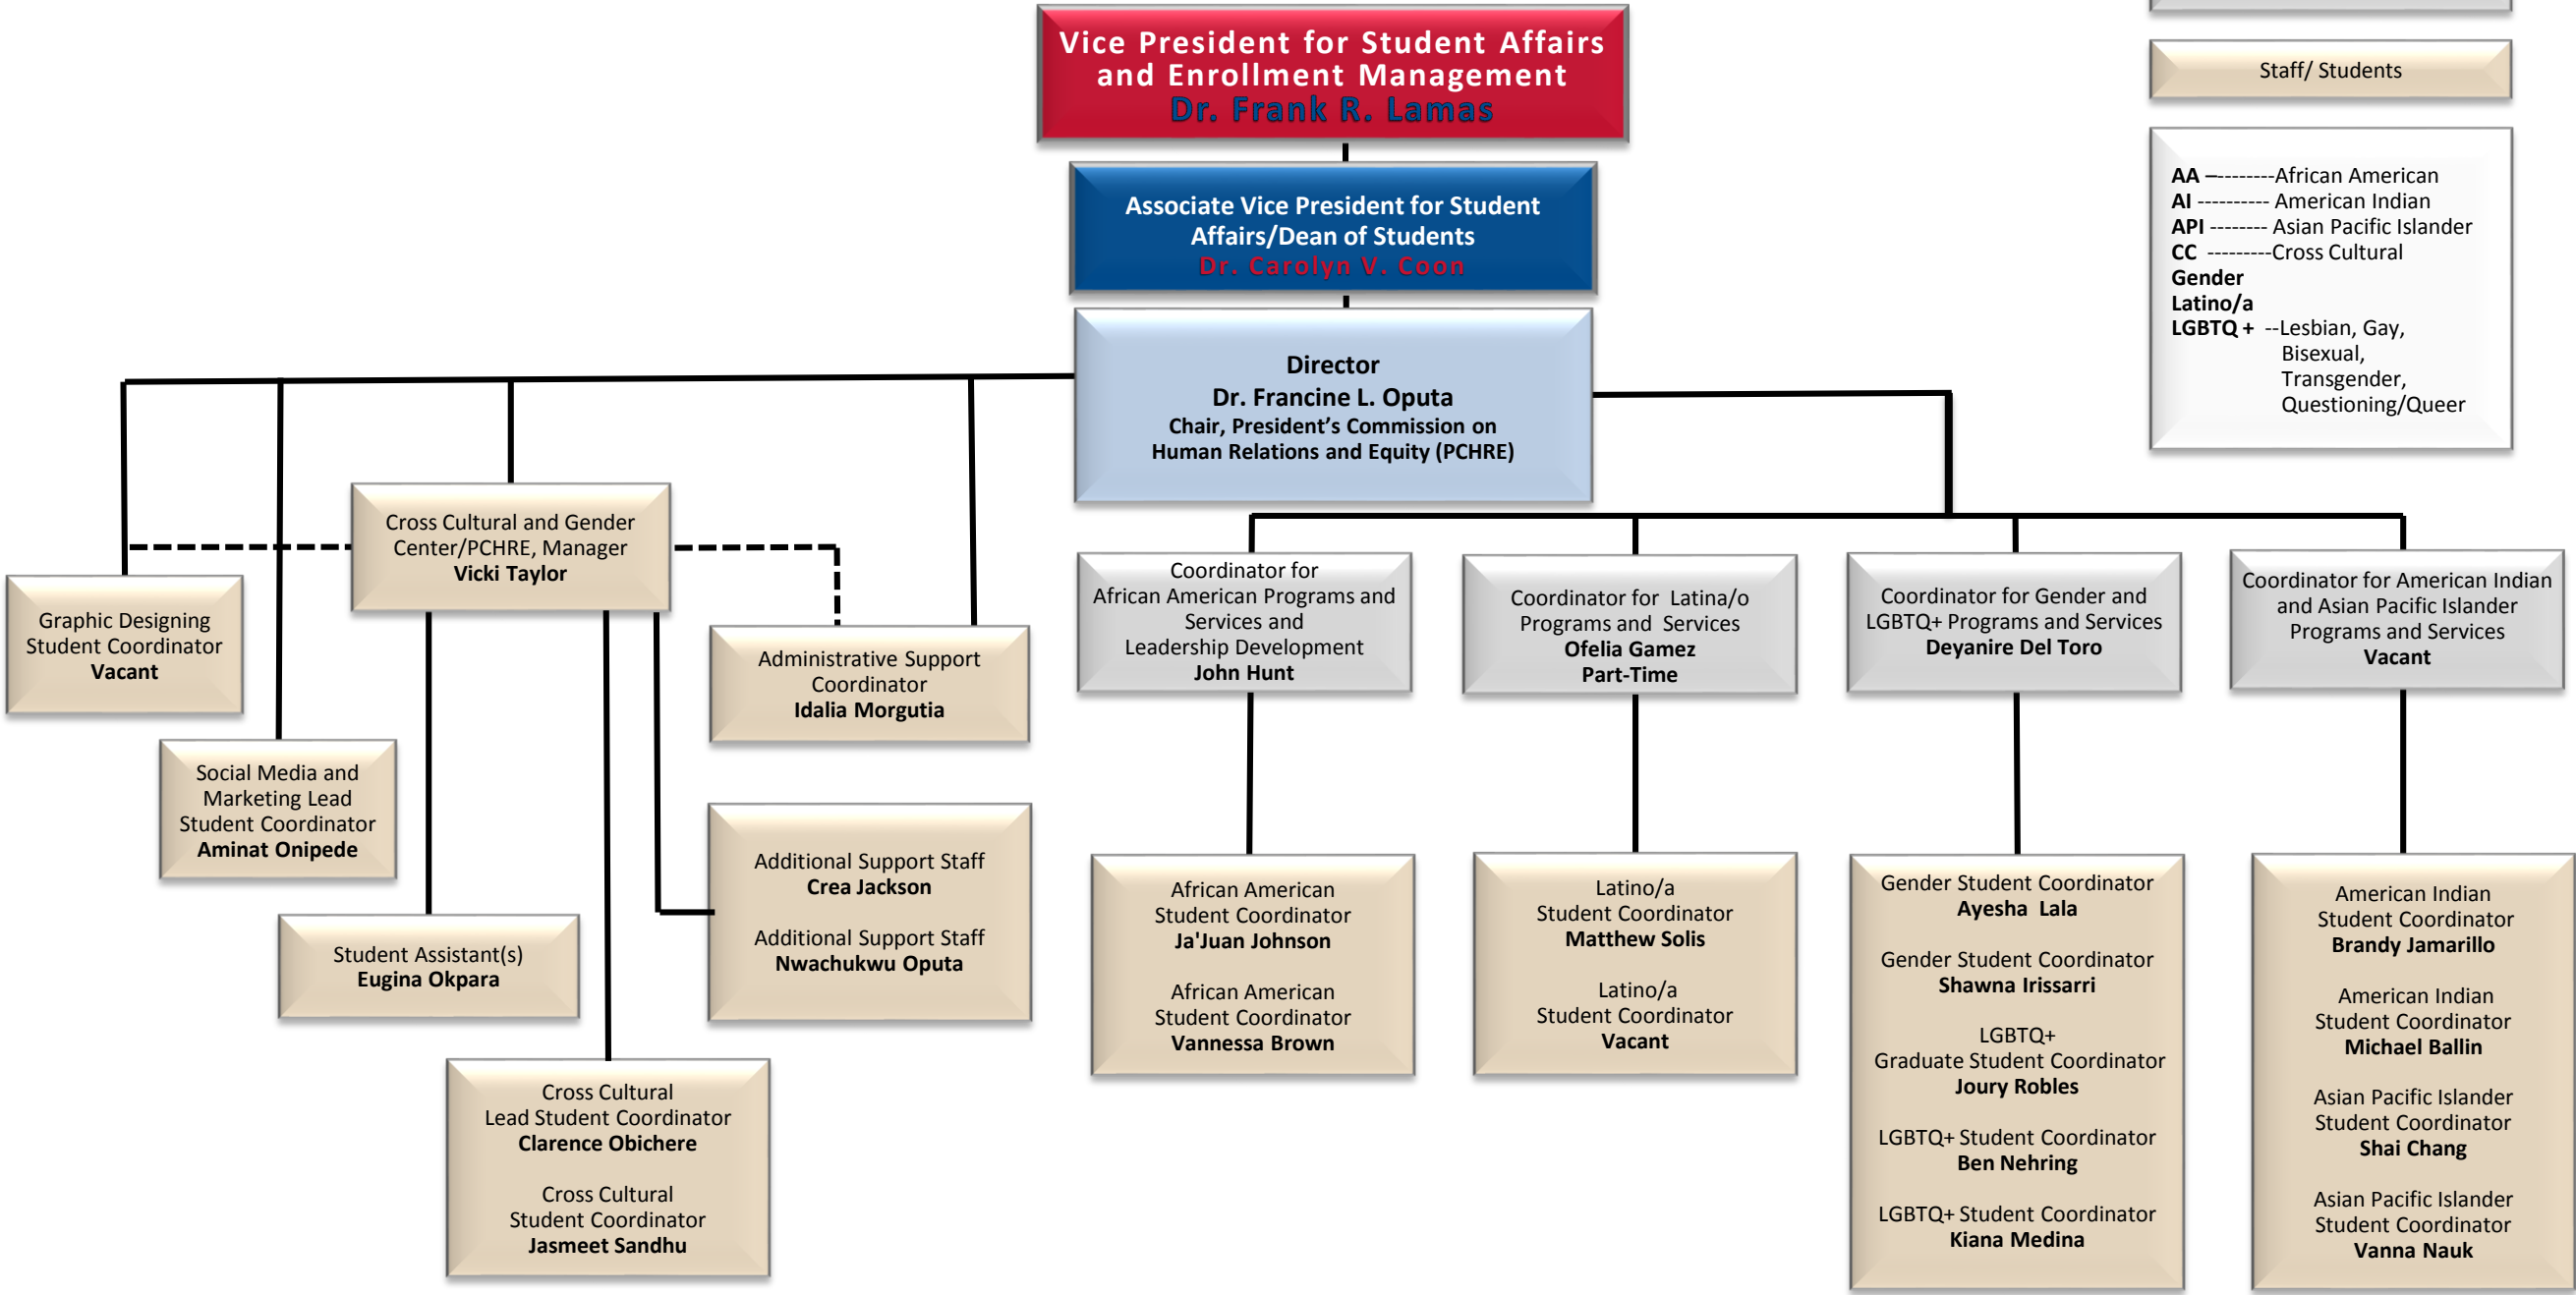 Vice President for Student Affairs
and Enrollment Management
Dr. Frank R. Lamas
Staff/ Students
Associate Vice President for Student
Affairs/Dean of Students
Dr. Carolyn V. Coon
AA –--------African American
AI ---------- American Indian
API -------- Asian Pacific Islander
CC ---------Cross Cultural
Gender
Latino/a
LGBTQ + --Lesbian, Gay,
Bisexual,
Transgender,
Questioning/Queer
Director
Dr. Francine L. Oputa
Chair, President’s Commission on
Human Relations and Equity (PCHRE)
Cross Cultural and Gender
Center/PCHRE, Manager
Vicki Taylor
Graphic Designing
Student Coordinator
Vacant
Administrative Support
Coordinator
Idalia Morgutia
Social Media and
Marketing Lead
Student Coordinator
Aminat Onipede
Additional Support Staff
Crea Jackson
Additional Support Staff
Nwachukwu Oputa
Student Assistant(s)
Eugina Okpara
Cross Cultural
Lead Student Coordinator
Clarence Obichere
Cross Cultural
Student Coordinator
Jasmeet Sandhu
Coordinator for
African American Programs and
Services and
Leadership Development
John Hunt
Coordinator for Latina/o
Programs and Services
Ofelia Gamez
Part-Time
Coordinator for Gender and
LGBTQ+ Programs and Services
Deyanire Del Toro
Coordinator for American Indian
and Asian Pacific Islander
Programs and Services
Vacant
African American
Student Coordinator
Ja'Juan Johnson
African American
Student Coordinator
Vannessa Brown
Latino/a
Student Coordinator
Matthew Solis
Latino/a
Student Coordinator
Vacant
Gender Student Coordinator
Ayesha Lala
Gender Student Coordinator
Shawna Irissarri
LGBTQ+
Graduate Student Coordinator
Joury Robles
LGBTQ+ Student Coordinator
Ben Nehring
LGBTQ+ Student Coordinator
Kiana Medina
American Indian
Student Coordinator
Brandy Jamarillo
American Indian
Student Coordinator
Michael Ballin
Asian Pacific Islander
Student Coordinator
Shai Chang
Asian Pacific Islander
Student Coordinator
Vanna Nauk